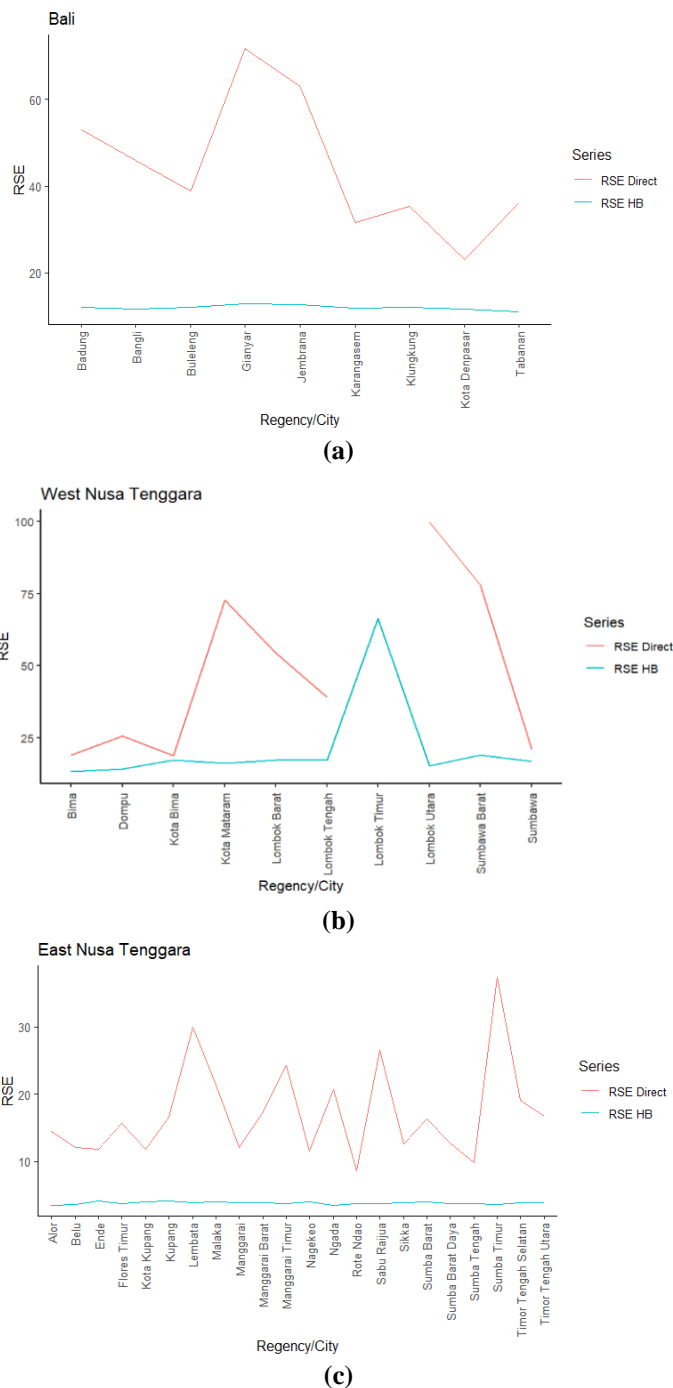 Bali
60
40
20
RSE
Badung
Bangli
Buleleng
Gianyar
Jembrana
Karangasem
Klungkung
Kota Denpasar
Tabanan
Regency/City
Series
RSE Direct
RSE HB
(a)
West Nusa Tenggara
100
75
50
25
RSE
Bima
Dompu
Kota Bima
Kota Mataram
Lombok Barat
Lombok Tengah
Lombok Timur
Lombok Utara
Sumbawa Barat
Sumbawa
Regency/City
Series
RSE Direct
RSE HB
(b)
East Nusa Tenggara
30
20
10
RSE
Alor
Belu
Ende
Flores Timur
Kota Kupang
Kupang
Lembata
Malaka
Manggarai
Manggarai Barat
Manggarai Timur
Nagekeo
Ngada
Rote Ndao
Sabu Raijua
Sikka
Sumba Barat
Sumba Barat Daya
Sumba Tengah
Sumba Timur
Timor Tengah Selatan
Timor Tengah Utara
Regency/City
Series
RSE Direct
RSE HB
(c)